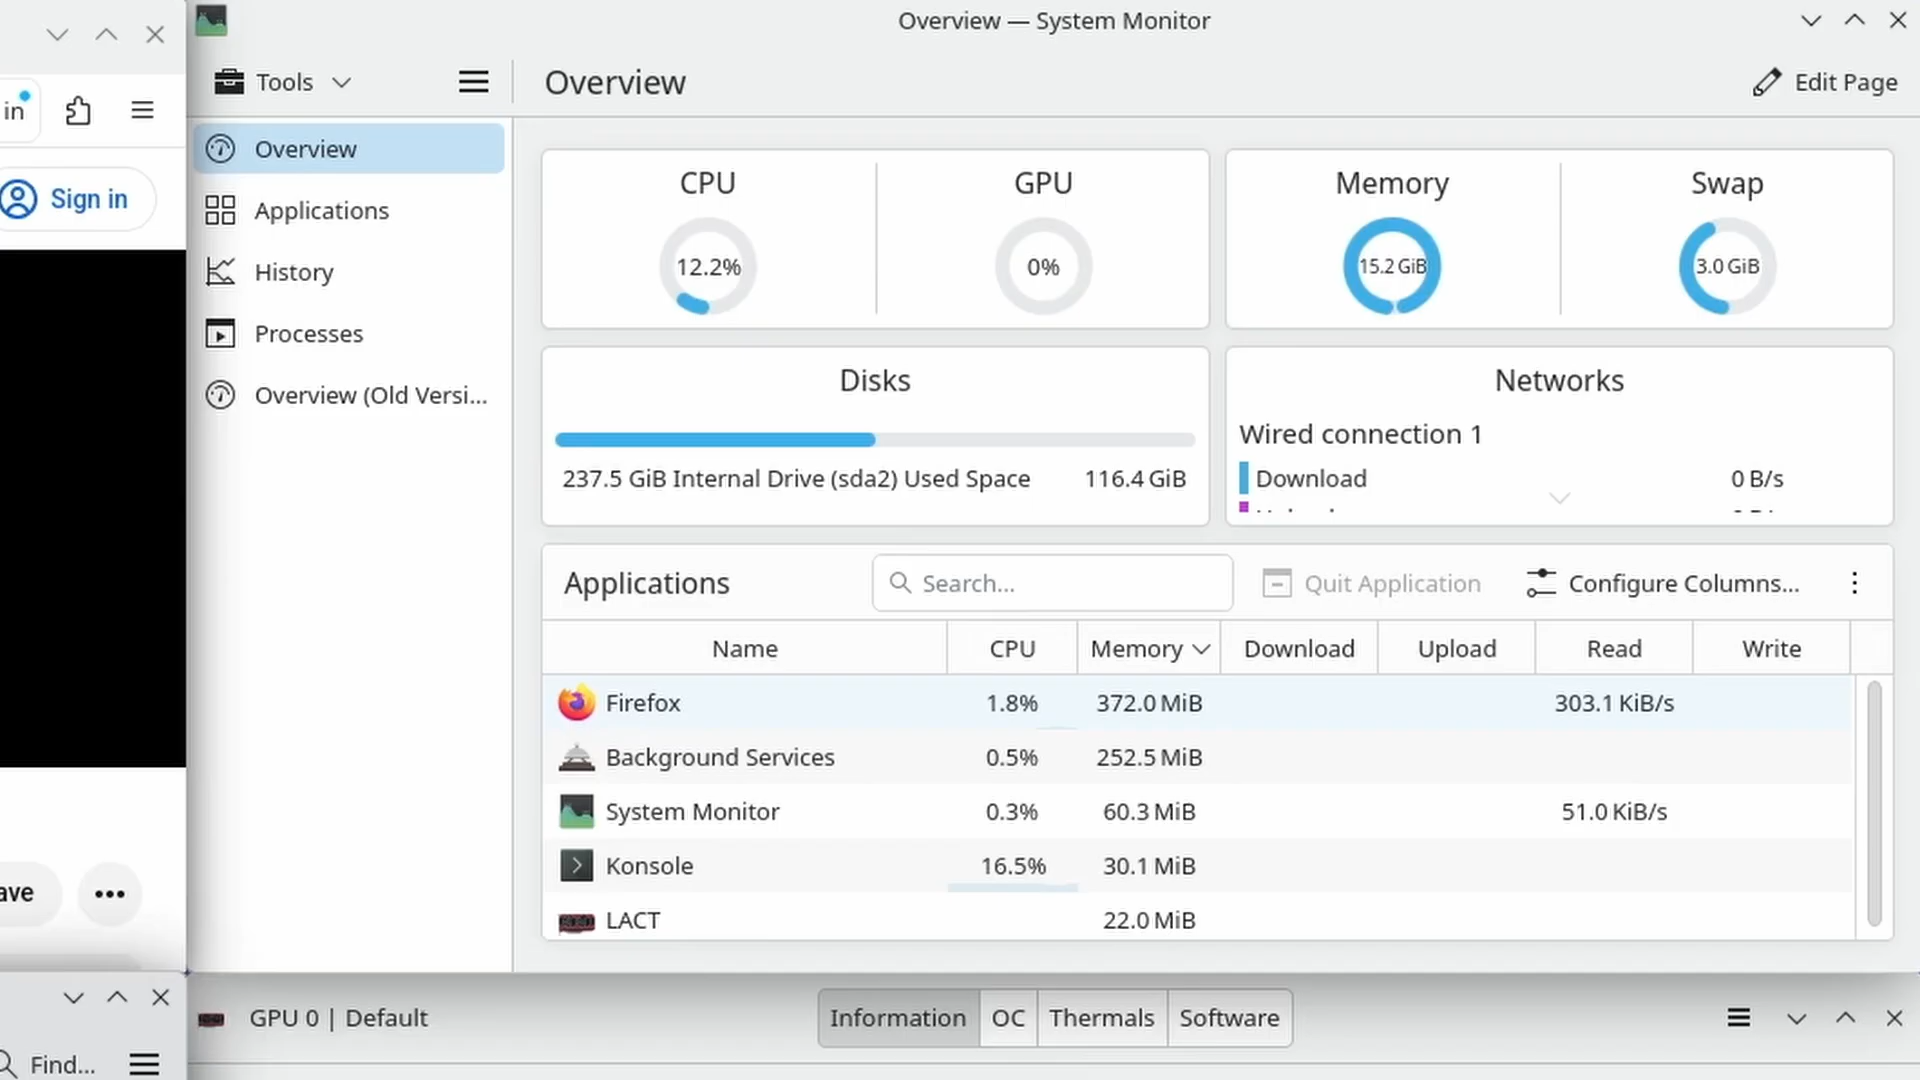 Overview — System Monitor
in
Tools
Overview
Edit Page
Sign in
Overview
Applications
History
Processes
Overview (Old Versi...
CPU
12.2%
GPU
0%
Memory
15.2 GiB
Swap
3.0 GiB
Disks
237.5 GiB Internal Drive (sda2) Used Space 116.4 GiB
Networks
Wired connection 1
Download 0 B/s
Applications
Search...
Quit Application
Configure Columns...
Name CPU Memory Download Upload Read Write
Firefox 1.8% 372.0 MiB 303.1 KiB/s
Background Services 0.5% 252.5 MiB
System Monitor 0.3% 60.3 MiB 51.0 KiB/s
Konsole 16.5% 30.1 MiB
LACT 22.0 MiB
ave
GPU 0 | Default
Information OC Thermals Software
Find...